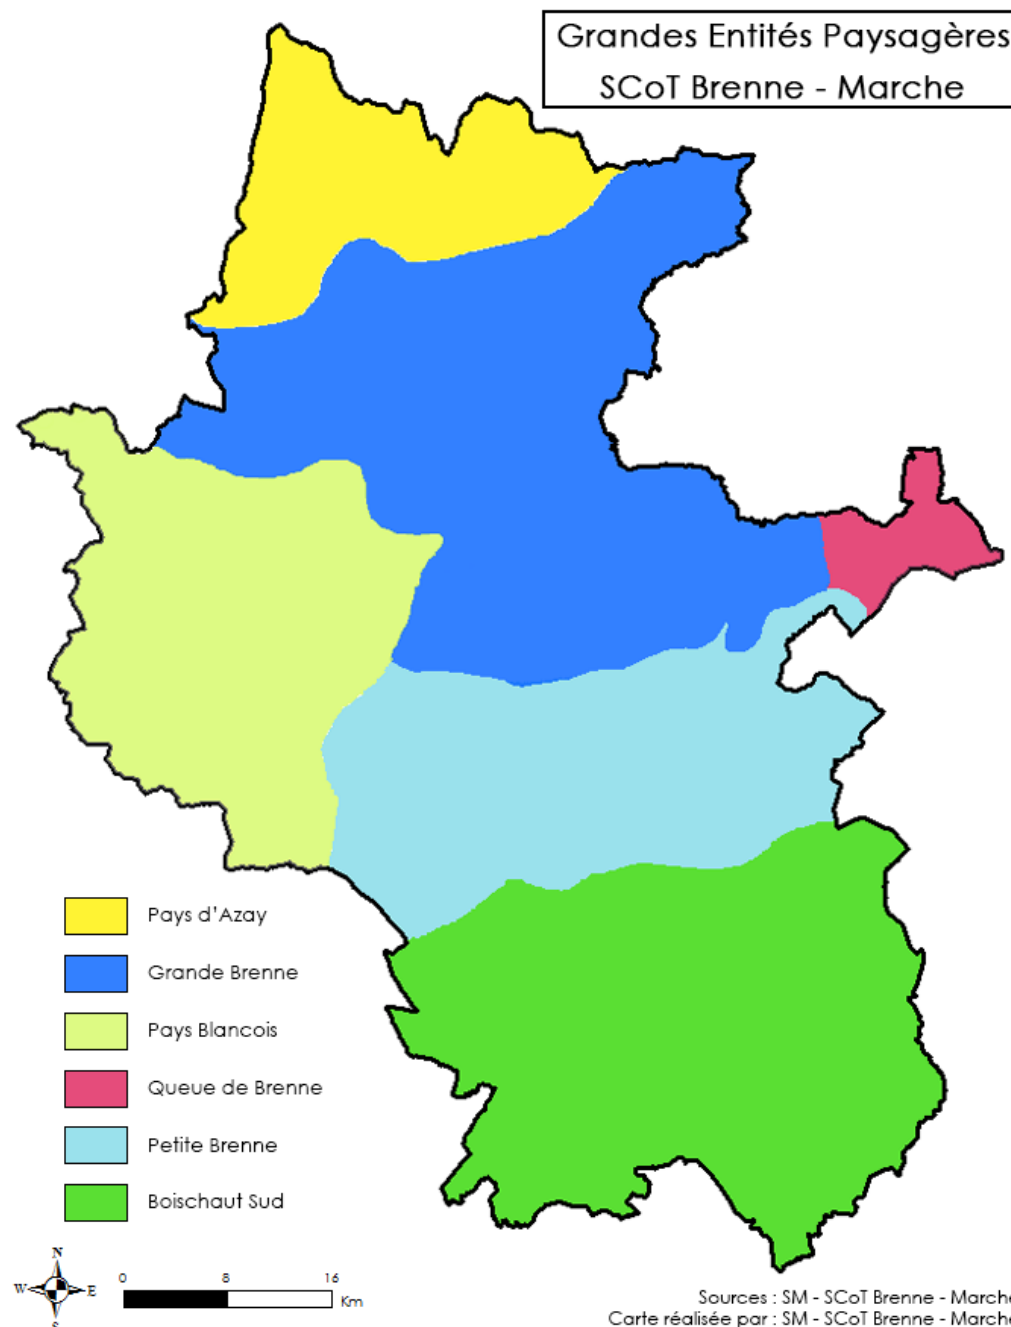 Grandes Entités Paysagères
SCoT Brenne - Marche
Pays d'Azay
Grande Brenne
Pays Blancois
Queue de Brenne
Petite Brenne
Boischaut Sud
N
W E
S
0 8 16
Km
Sources : SM - SCoT Brenne - Marche
Carte réalisée par : SM - SCoT Brenne - Marche